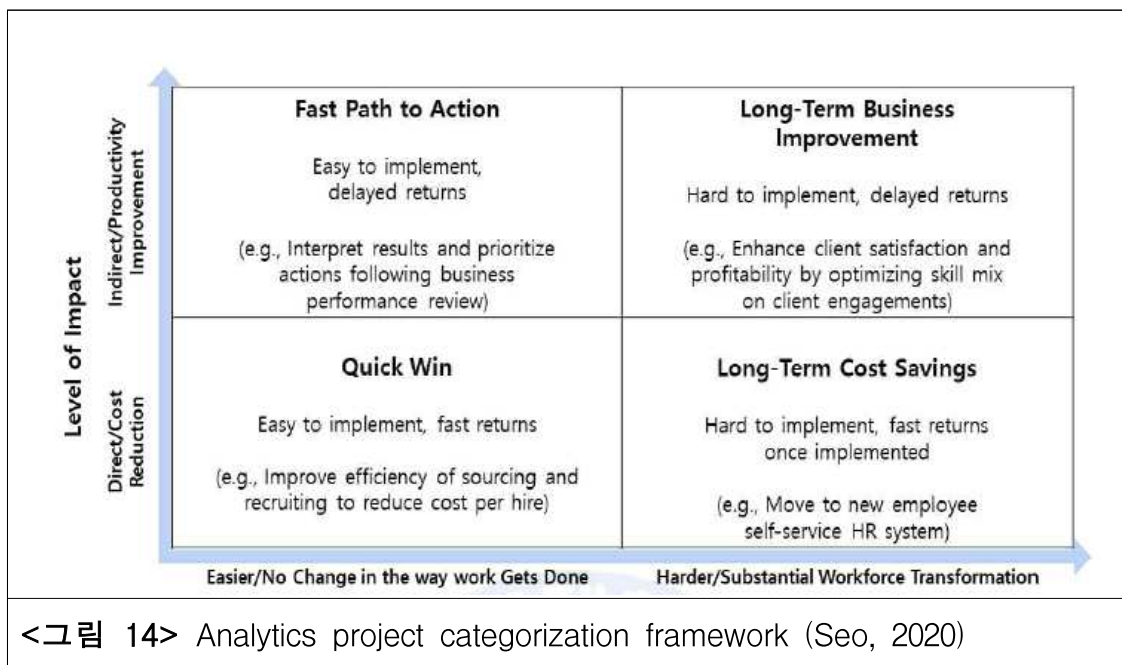 Level of Impact
Indirect/Productivity
Improvement
Direct/Cost
Reduction
Fast Path to Action
Easy to implement,
delayed returns
(e.g., Interpret results and prioritize
actions following business
performance review)
Long-Term Business
Improvement
Hard to implement, delayed returns
(e.g., Enhance client satisfaction and
profitability by optimizing skill mix
on client engagements)
Quick Win
Easy to implement, fast returns
(e.g., Improve efficiency of sourcing and
recruiting to reduce cost per hire)
Long-Term Cost Savings
Hard to implement, fast returns
once implemented
(e.g., Move to new employee
self-service HR system)
Easier/No Change in the way work Gets Done
Harder/Substantial Workforce Transformation
<그림 14> Analytics project categorization framework (Seo, 2020)